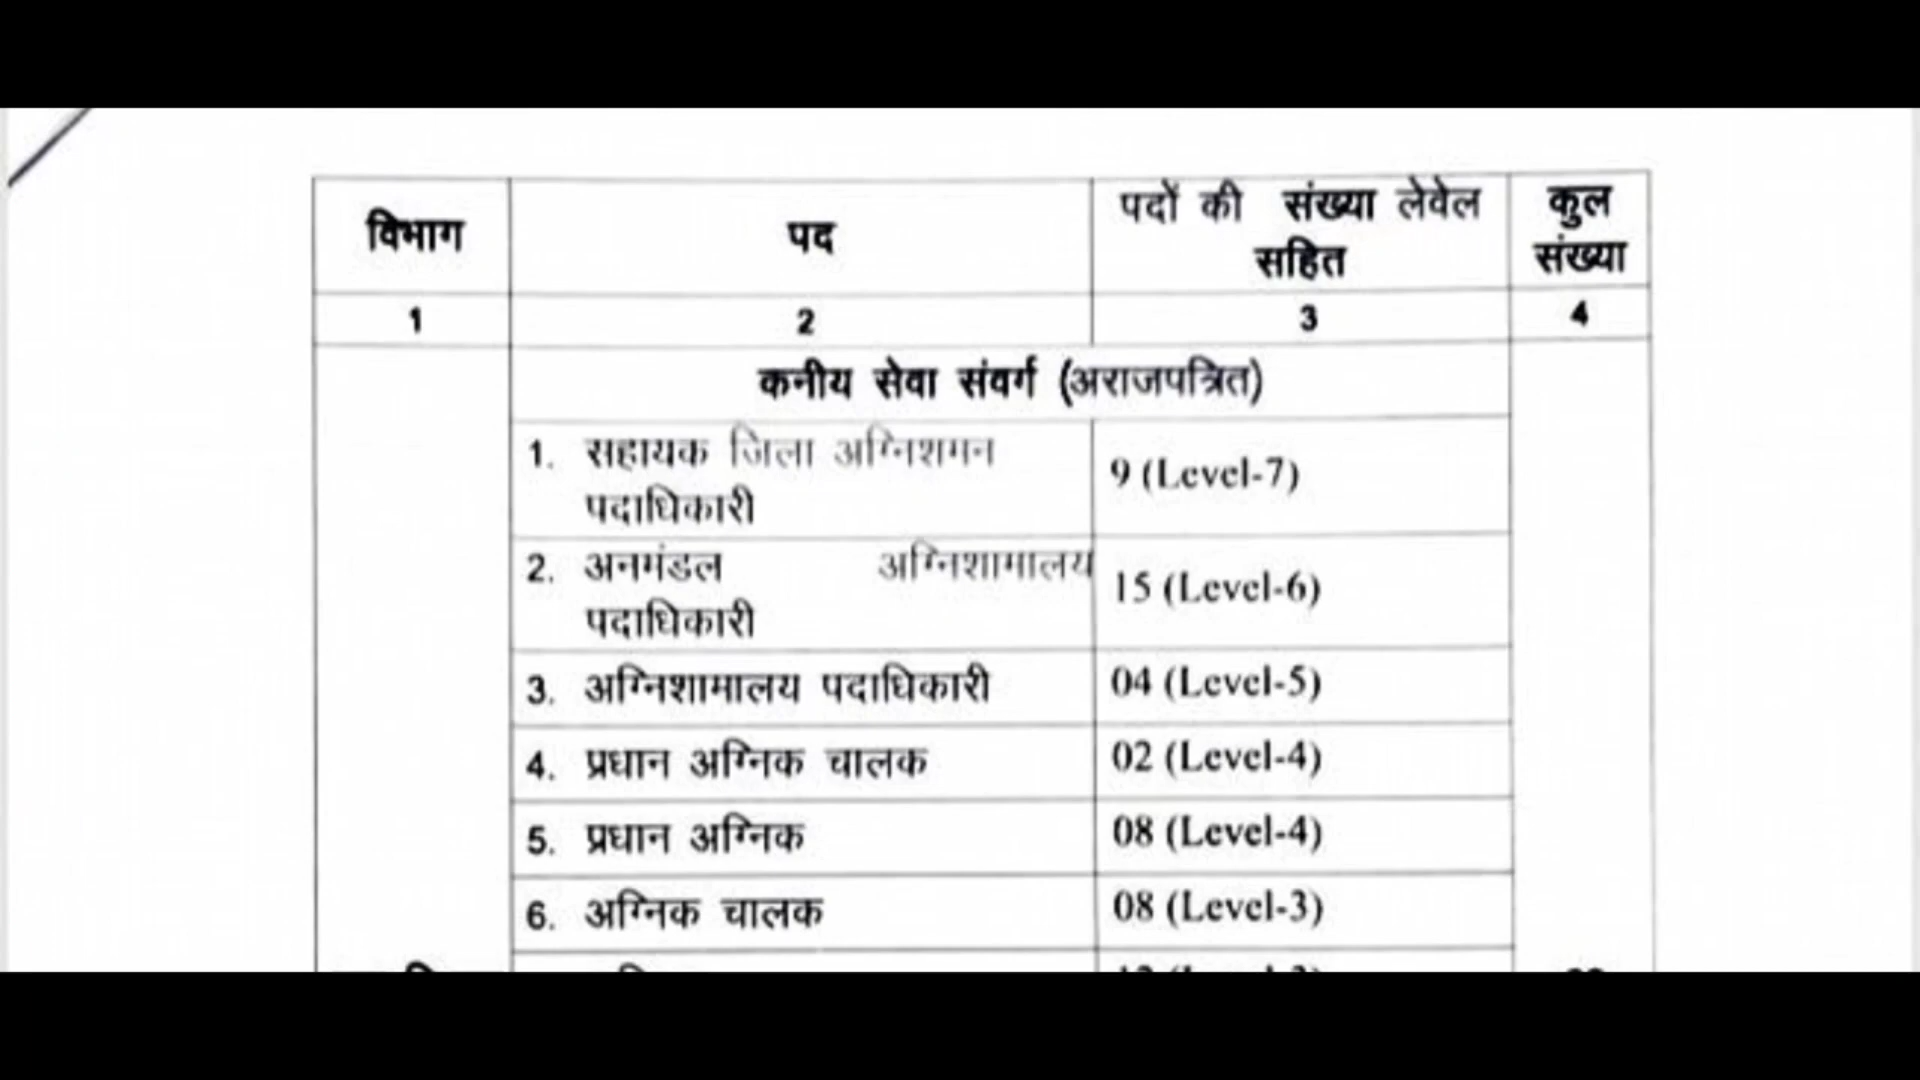 विभाग पद पदों की संख्या लेवेल सहित कुल संख्या
1 2 3 4
कनीय सेवा संवर्ग (अराजपत्रित)
1. सहायक जिला अग्निशमन
पदाधिकारी 9 (Level-7)
2. अनमंडल अग्निशामालय
पदाधिकारी 15 (Level-6)
3. अग्निशामालय पदाधिकारी 04 (Level-5)
4. प्रधान अग्निक चालक 02 (Level-4)
5. प्रधान अग्निक 08 (Level-4)
6. अग्निक चालक 08 (Level-3)